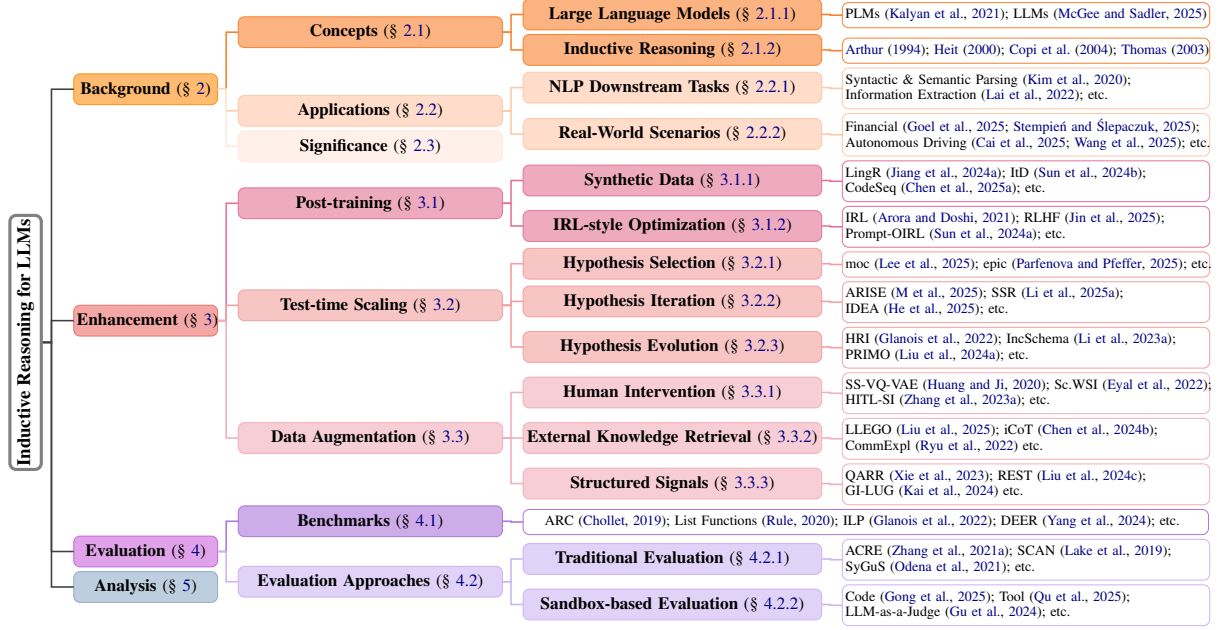 Inductive Reasoning for LLMs
Background (§ 2)
Concepts (§ 2.1)
Large Language Models (§ 2.1.1)
PLMs (Kalyan et al., 2021); LLMs (McGee and Sadler, 2025)
Inductive Reasoning (§ 2.1.2)
Arthur (1994); Heit (2000); Copi et al. (2004); Thomas (2003)
Applications (§ 2.2)
NLP Downstream Tasks (§ 2.2.1)
Syntactic & Semantic Parsing (Kim et al., 2020);
Information Extraction (Lai et al., 2022); etc.
Real-World Scenarios (§ 2.2.2)
Financial (Goel et al., 2025; Stempień and Ślepaczuk, 2025);
Autonomous Driving (Cai et al., 2025; Wang et al., 2025); etc.
Significance (§ 2.3)
Enhancement (§ 3)
Post-training (§ 3.1)
Synthetic Data (§ 3.1.1)
LingR (Jiang et al., 2024a); ItD (Sun et al., 2024b);
CodeSeq (Chen et al., 2025a); etc.
IRL-style Optimization (§ 3.1.2)
IRL (Arora and Doshi, 2021); RLHF (Jin et al., 2025);
Prompt-OIRL (Sun et al., 2024a); etc.
Test-time Scaling (§ 3.2)
Hypothesis Selection (§ 3.2.1)
moc (Lee et al., 2025); epic (Parfenova and Pfeffer, 2025); etc.
Hypothesis Iteration (§ 3.2.2)
ARISE (M et al., 2025); SSR (Li et al., 2025a);
IDEA (He et al., 2025); etc.
Hypothesis Evolution (§ 3.2.3)
HRI (Glanois et al., 2022); IncSchema (Li et al., 2023a);
PRIMO (Liu et al., 2024a); etc.
Data Augmentation (§ 3.3)
Human Intervention (§ 3.3.1)
SS-VQ-VAE (Huang and Ji, 2020); Sc.WSI (Eyal et al., 2022);
HITL-SI (Zhang et al., 2023a); etc.
External Knowledge Retrieval (§ 3.3.2)
LLEGO (Liu et al., 2025); iCoT (Chen et al., 2024b);
CommExpl (Ryu et al., 2022) etc.
Structured Signals (§ 3.3.3)
QARR (Xie et al., 2023); REST (Liu et al., 2024c);
GI-LUG (Kai et al., 2024) etc.
Evaluation (§ 4)
Benchmarks (§ 4.1)
ARC (Chollet, 2019); List Functions (Rule, 2020); ILP (Glanois et al., 2022); DEER (Yang et al., 2024); etc.
Evaluation Approaches (§ 4.2)
Traditional Evaluation (§ 4.2.1)
ACRE (Zhang et al., 2021a); SCAN (Lake et al., 2019);
SyGuS (Odena et al., 2021); etc.
Sandbox-based Evaluation (§ 4.2.2)
Code (Gong et al., 2025); Tool (Qu et al., 2025);
LLM-as-a-Judge (Gu et al., 2024); etc.
Analysis (§ 5)